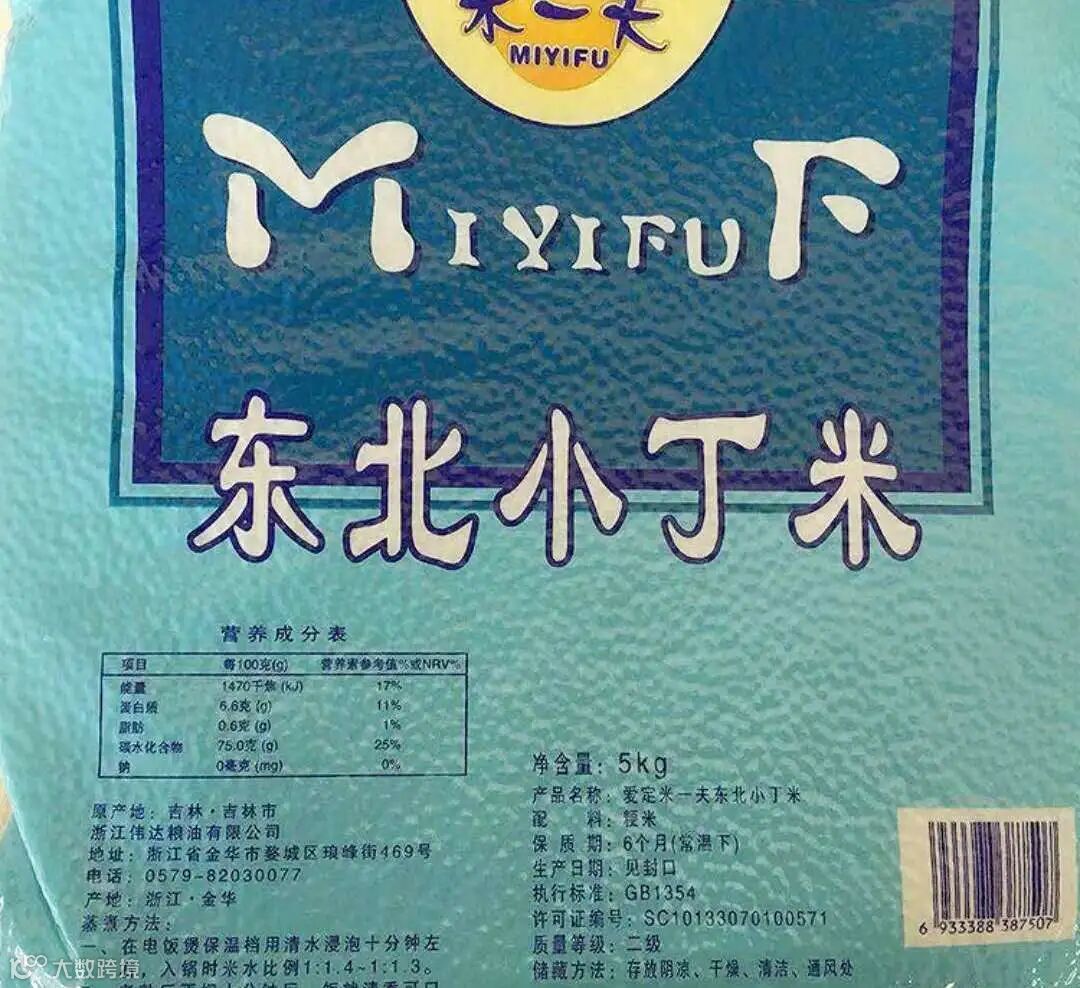 米一夫
MIYIFU
MIYIFUF
东北小丁米
营养成分表
项目 每100克(g) 营养素参考值%或NRV%
能量 1470千焦(kJ) 17%
蛋白质 6.6克(g) 11%
脂肪 0.6克(g) 1%
碳水化合物 75.0克(g) 25%
钠 0毫克(mg) 0%
原产地：吉林·吉林市
浙江伟达粮油有限公司
地址：浙江省金华市婺城区琅峰街469号
电话：0579-82030077
产地：浙江·金华
蒸煮方法：
一、在电饭煲保温档用清水浸泡十分钟左
，入锅时米水比例1:1.4~1:1.3。
净含量：5kg
产品名称：爱定米一夫东北小丁米
配 料：粳米
保质期：6个月(常温下)
生产日期：见封口
执行标准：GB1354
许可证编号：SC10133070100571
质量等级：二级
储藏方法：存放阴凉、干燥、清洁、通风处
6 933388 387507
大数跨境